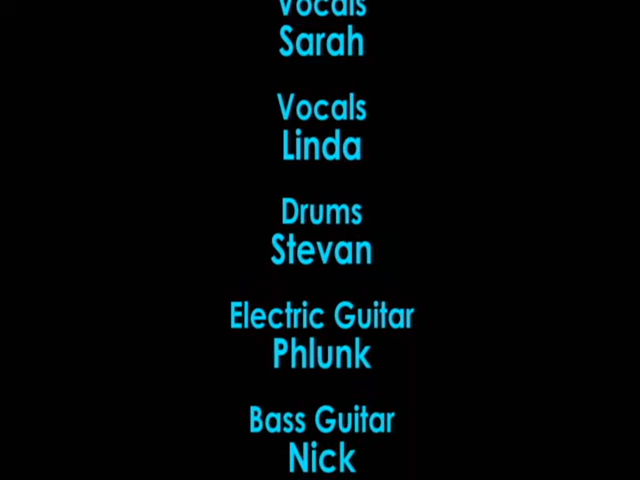 Vocals
Sarah
Vocals
Linda
Drums
Stevan
Electric Guitar
Phlunk
Bass Guitar
Nick